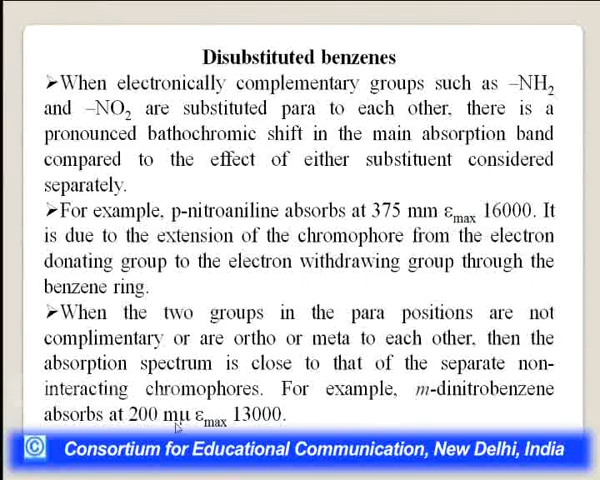 Disubstituted benzenes
➢When electronically complementary groups such as –NH₂
and –NO₂ are substituted para to each other, there is a
pronounced bathochromic shift in the main absorption band
compared to the effect of either substituent considered
separately.
➢For example, p-nitroaniline absorbs at 375 mm εmax 16000. It
is due to the extension of the chromophore from the electron
donating group to the electron withdrawing group through the
benzene ring.
➢When the two groups in the para positions are not
complimentary or are ortho or meta to each other, then the
absorption spectrum is close to that of the separate non-
interacting chromophores. For example, m-dinitrobenzene
absorbs at 200 mμ εmax 13000.
© Consortium for Educational Communication, New Delhi, India